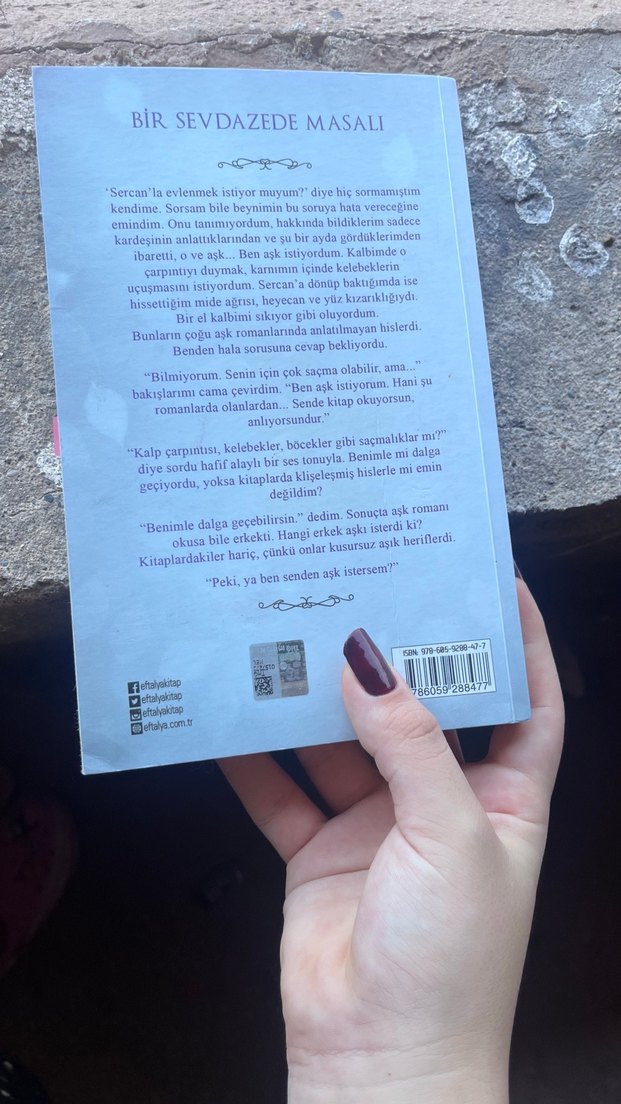 BİR SEVDAZEDE MASALI
‘Sercan’la evlenmek istiyor muyum?’ diye hiç sormamıştım
kendime. Sorsam bile beynimin bu soruya hata vereceğine
emindim. Onu tanımıyordum, hakkında bildiklerim sadece
kardeşinin anlattıklarından ve şu bir ayda gördüklerimden
ibaretti, o ve aşk... Ben aşk istiyordum. Kalbimde o
çarpıntıyı duymak, karnımın içinde kelebeklerin
uçuşmasını istiyordum. Sercan’a dönüp baktığımda ise
hissettiğim mide ağrısı, heyecan ve yüz kızarıklığıydı.
Bir el kalbimi sıkıyor gibi oluyordum.
Bunların çoğu aşk romanlarında anlatılmayan hislerdi.
Benden hala sorusuna cevap bekliyordu.
“Bilmiyorum. Senin için çok saçma olabilir, ama...”
bakışlarımı cama çevirdim. “Ben aşk istiyorum. Hani şu
romanlarda olanlardan... Sende kitap okuyorsun,
anlıyorsundur.”
“Kalp çarpıntısı, kelebekler, böcekler gibi saçmalıklar mı?”
diye sordu hafif alaylı bir ses tonuyla. Benimle mi dalga
geçiyordu, yoksa kitaplarda klişeleşmiş hislerle mi emin
değildim?
“Benimle dalga geçebilirsin.” dedim. Sonuçta aşk romanı
okusa bile erkekti. Hangi erkek aşkı isterdi ki?
Kitaplardakiler hariç, çünkü onlar kusursuz aşık heriflerdi.
“Peki, ya ben senden aşk istersem?”
eftalyakitap
eftalyakitap
eftalyakitap
eftalya.com.tr
ISBN: 978-605-9288-47-7
786059 288477